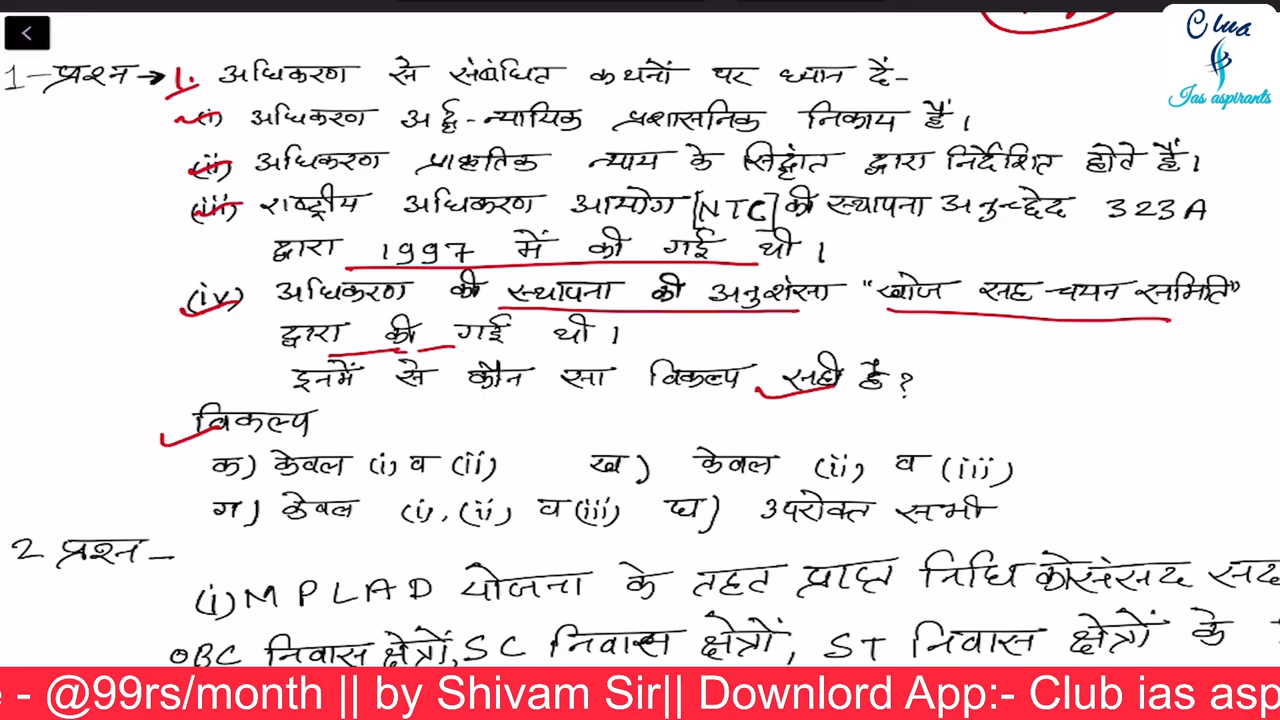 Clua
Ias aspirants
1-प्रश्न→ 1. अधिकरण से संबंधित कथनों पर ध्यान दें-
(i) अधिकरण अर्द्ध-न्यायिक प्रशासनिक निकाय हैं।
(ii) अधिकरण प्राकृतिक न्याय के सिद्धांत द्वारा निर्देशित होते हैं।
(iii) राष्ट्रीय अधिकरण आयोग [NTC] की स्थापना अनुच्छेद 323A
द्वारा 1997 में की गई थी।
(iv) अधिकरण की स्थापना की अनुशंसा "खोज सह-चयन समिति"
द्वारा की गई थी।
इनमें से कौन सा विकल्प सही है?
विकल्प
क) केवल (i) व (ii) ख) केवल (ii) व (iii)
ग) केवल (i), (ii) व (iii) घ) उपरोक्त सभी
2 प्रश्न-
(i) MPLAD योजना के तहत प्राप्त निधि को संसद सद
OBC निवास क्षेत्रों, SC निवास क्षेत्रों, ST निवास क्षेत्रों के
e - @99rs/month || by Shivam Sir|| Downlord App:- Club ias asp